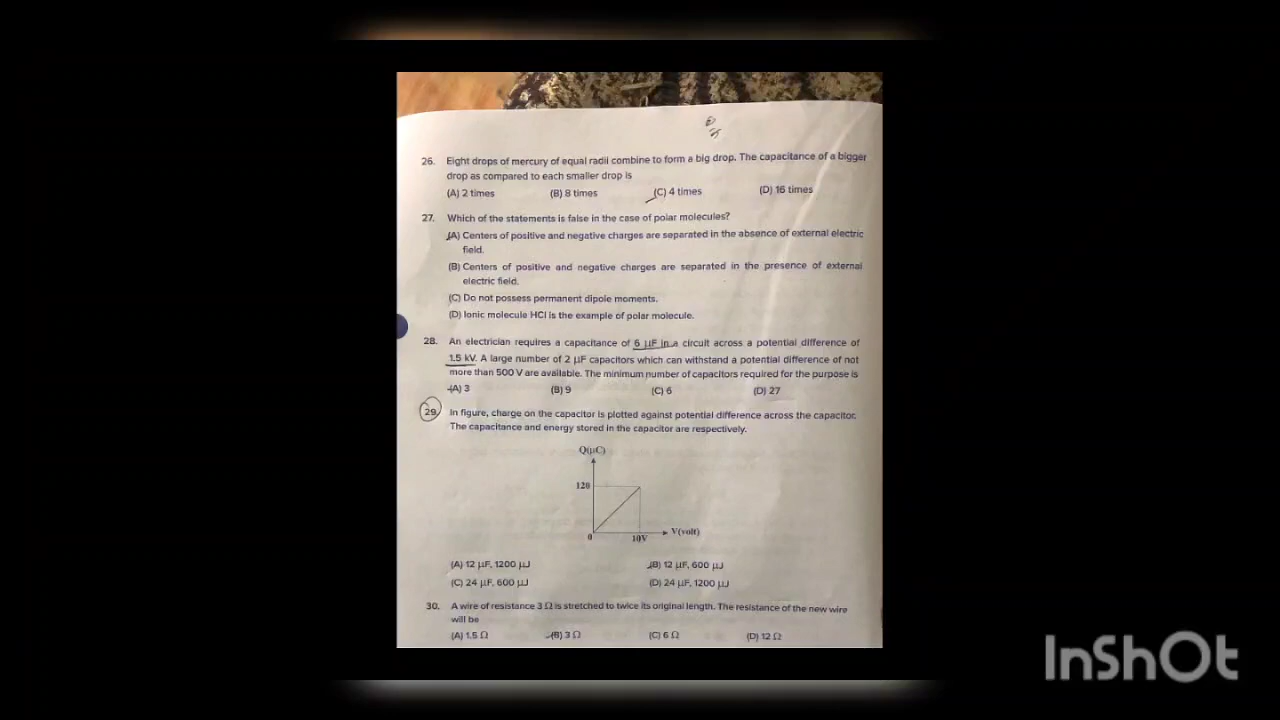 26. Eight drops of mercury of equal radii combine to form a big drop. The capacitance of a bigger
drop as compared to each smaller drop is
(A) 2 times (B) 8 times (C) 4 times (D) 16 times
27. Which of the statements is false in the case of polar molecules?
(A) Centers of positive and negative charges are separated in the absence of external electric
field.
(B) Centers of positive and negative charges are separated in the presence of external
electric field.
(C) Do not possess permanent dipole moments.
(D) Ionic molecule HCl is the example of polar molecule.
28. An electrician requires a capacitance of 6 μF in a circuit across a potential difference of
1.5 kV. A large number of 2 μF capacitors which can withstand a potential difference of not
more than 500 V are available. The minimum number of capacitors required for the purpose is
(A) 3 (B) 9 (C) 6 (D) 27
29. In figure, charge on the capacitor is plotted against potential difference across the capacitor.
The capacitance and energy stored in the capacitor are respectively.
Q(μC)
120
V(volt)
0 10V
(A) 12 μF, 1200 μJ (B) 12 μF, 600 μJ
(C) 24 μF, 600 μJ (D) 24 μF, 1200 μJ
30. A wire of resistance 3 Ω is stretched to twice its original length. The resistance of the new wire
will be
(A) 1.5 Ω (B) 3 Ω (C) 6 Ω (D) 12 Ω
InShOt